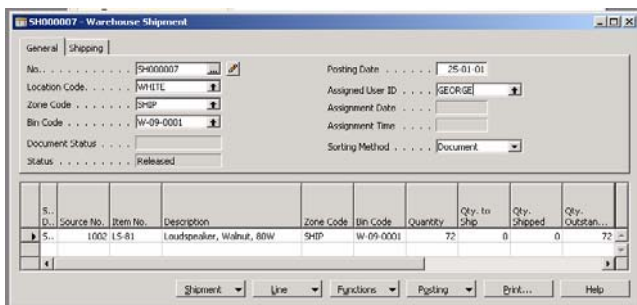 SH000007 - Warehouse Shipment
General Shipping
No. . . . . . . . . . . . SH000007 ...
Location Code. . . . . . WHITE
Zone Code . . . . . . . . SHIP
Bin Code . . . . . . . . W-09-0001
Document Status . . . .
Status . . . . . . . . . Released
Posting Date . . . . . . 25-01-01
Assigned User ID . . . . GEORGE
Assignment Date . . . .
Assignment Time . . . .
Sorting Method . . . . . Document
S.. D.. Source No. Item No. Description Zone Code Bin Code Quantity Qty. to Ship Qty. Shipped Qty. Outstan...
S... 1002 LS-81 Loudspeaker, Walnut, 80W SHIP W-09-0001 72 0 0 72
Shipment Line Functions Posting Print... Help